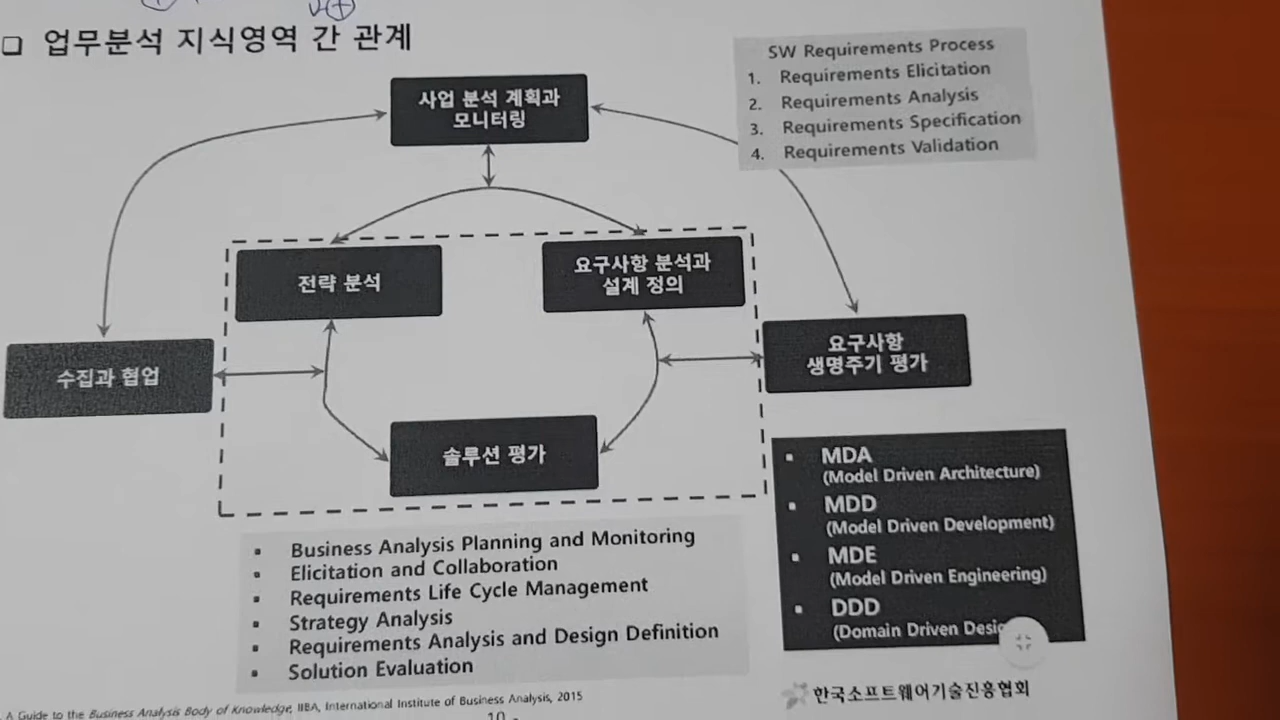 업무분석 지식영역 간 관계
SW Requirements Process
1. Requirements Elicitation
2. Requirements Analysis
3. Requirements Specification
4. Requirements Validation
사업 분석 계획과
모니터링
전략 분석
요구사항 분석과
설계 정의
수집과 협업
요구사항
생명주기 평가
솔루션 평가
▪ MDA
(Model Driven Architecture)
▪ MDD
(Model Driven Development)
▪ MDE
(Model Driven Engineering)
▪ DDD
(Domain Driven
▪ Business Analysis Planning and Monitoring
▪ Elicitation and Collaboration
▪ Requirements Life Cycle Management
▪ Strategy Analysis
▪ Requirements Analysis and Design Definition
▪ Solution Evaluation
한국소프트웨어기술진흥협회
A Guide to the Business Analysis Body of Knowledge, IIBA, International Institute of Business Analysis, 2015
10